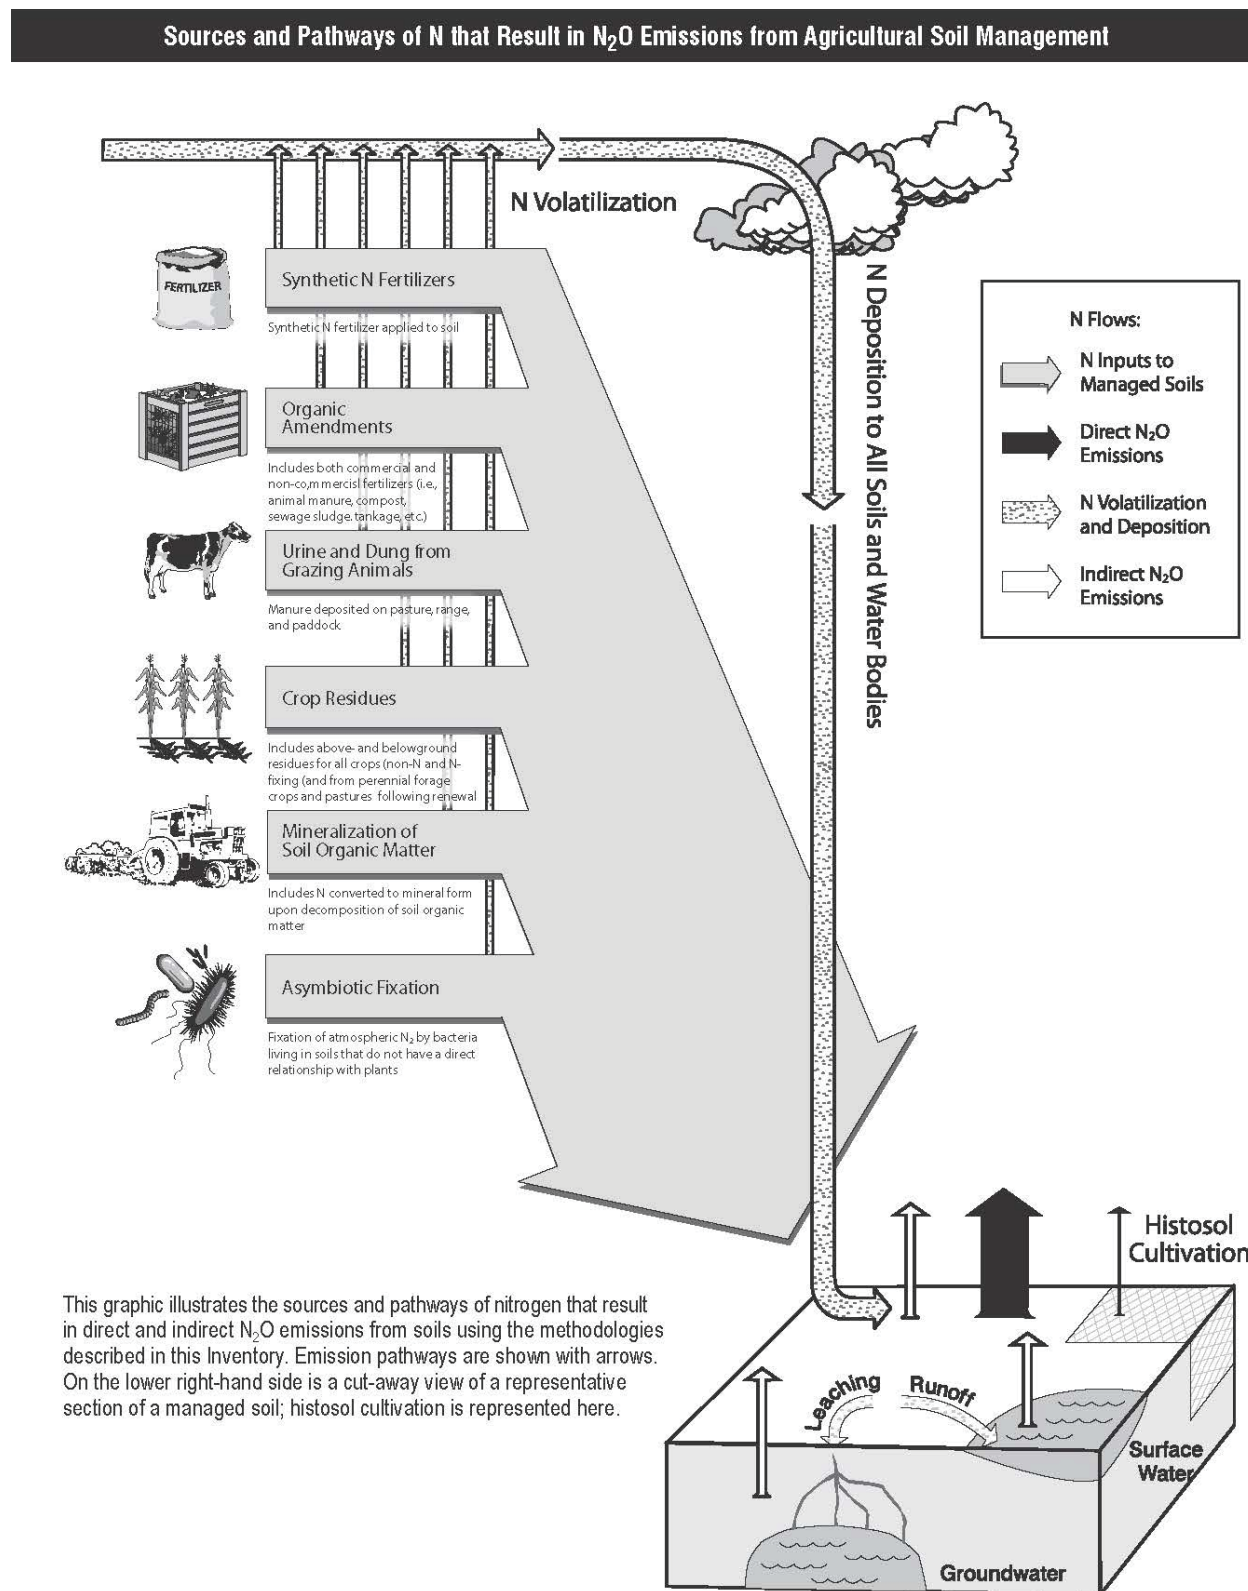 Sources and Pathways of N that Result in N₂O Emissions from Agricultural Soil Management
N Volatilization
FERTILIZER
Synthetic N Fertilizers
Synthetic N fertilizer applied to soil
Organic
Amendments
Includes both commercial and
non-co,mmercisl fertilizers (i.e.,
animal manure, compost,
sewage sludge. tankage, etc.)
Urine and Dung from
Grazing Animals
Manure deposited on pasture, range,
and paddock
Crop Residues
Includes above- and belowground
residues for all crops (non-N and N-
fixing (and from perennial forage
crops and pastures following renewal
Mineralization of
Soil Organic Matter
Includes N converted to mineral form
upon decomposition of soil organic
matter
Asymbiotic Fixation
Fixation of atmospheric N₂ by bacteria
living in soils that do not have a direct
relationship with plants
N Deposition to All Soils and Water Bodies
N Flows:
N Inputs to
Managed Soils
Direct N₂O
Emissions
N Volatilization
and Deposition
Indirect N₂O
Emissions
Histosol
Cultivation
This graphic illustrates the sources and pathways of nitrogen that result
in direct and indirect N₂O emissions from soils using the methodologies
described in this Inventory. Emission pathways are shown with arrows.
On the lower right-hand side is a cut-away view of a representative
section of a managed soil; histosol cultivation is represented here.
Leaching
Runoff
Surface
Water
Groundwater